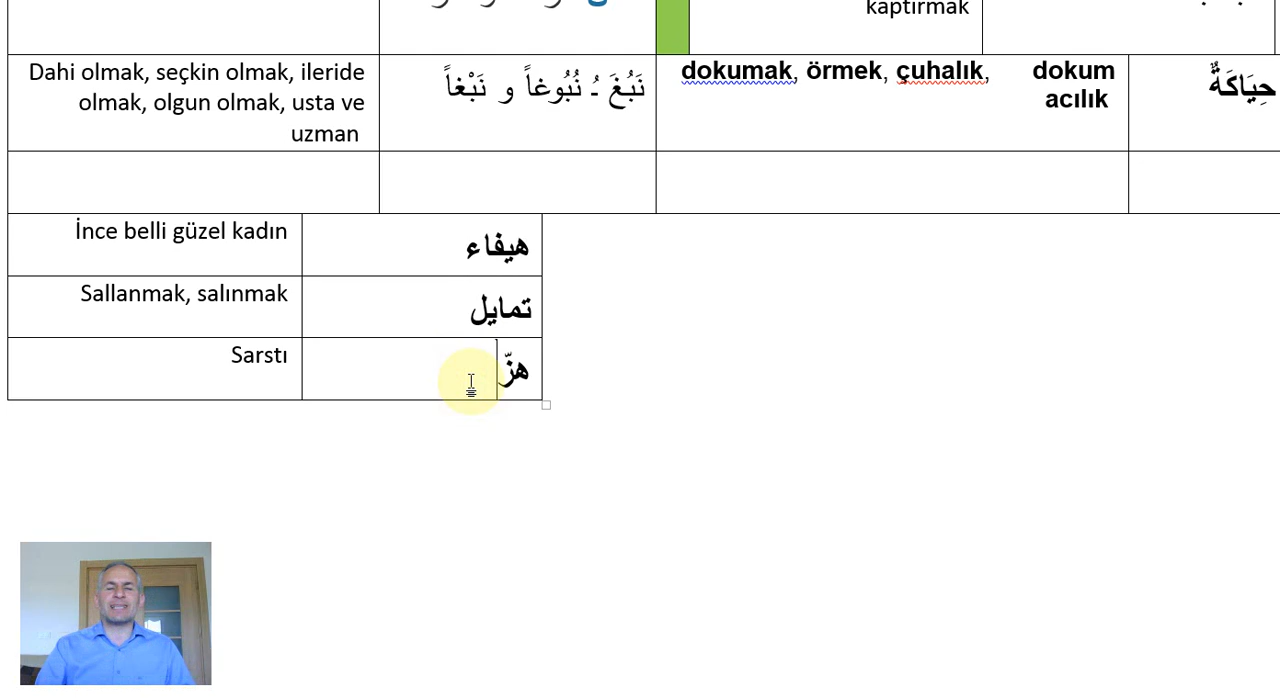 kaptırmak
Dahi olmak, seçkin olmak, ileride
olmak, olgun olmak, usta ve
uzman
نَبُغَ ـُ نُبُوغاً و نَبْغاً
dokumak, örmek, çuhalık, dokum
acılık
حِيَاكَةٌ
İnce belli güzel kadın
هيفاء
Sallanmak, salınmak
تمايل
Sarstı
هزّ